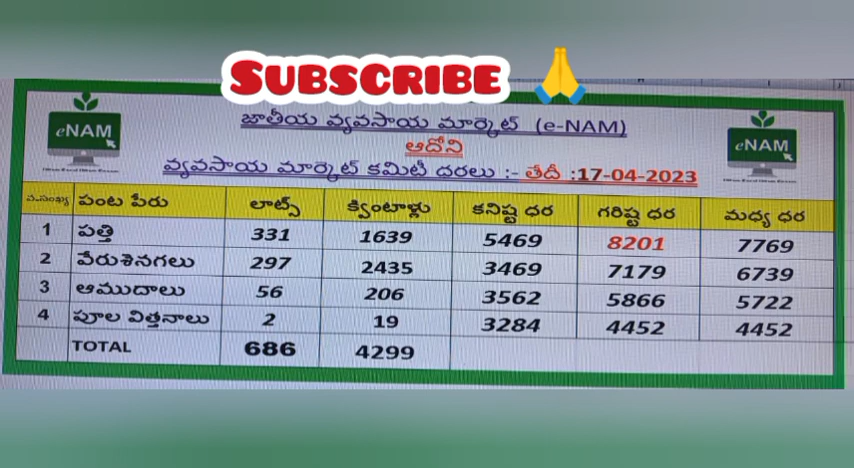 SUBSCRIBE 🙏
జాతీయ వ్యవసాయ మార్కెట్ (e-NAM)
eNAM
eNAM
ఆదోని
వ్యవసాయ మార్కెట్ కమిటీ ధరలు :- తేదీ :17-04-2023
వ.సంఖ్య పంట పేరు లాట్స్ క్వింటాళ్లు కనిష్ట ధర గరిష్ట ధర మధ్య ధర
1 పత్తి 331 1639 5469 8201 7769
2 వేరుశెనగలు 297 2435 3469 7179 6739
3 ఆముదాలు 56 206 3562 5866 5722
4 పూల విత్తనాలు 2 19 3284 4452 4452
TOTAL 686 4299